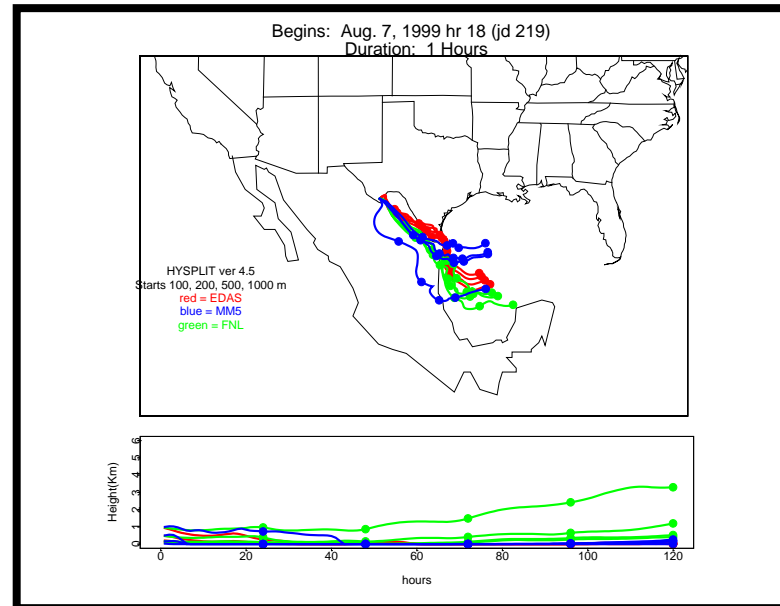 Begins:  Aug. 7, 1999 hr 18 (jd 219)
Duration:  1 Hours
HYSPLIT ver 4.5
Starts 100, 200, 500, 1000 m
red = EDAS
blue = MM5
green = FNL
Height(Km)
6
5
4
3
2
1
0
0 20 40 60 80 100 120
hours